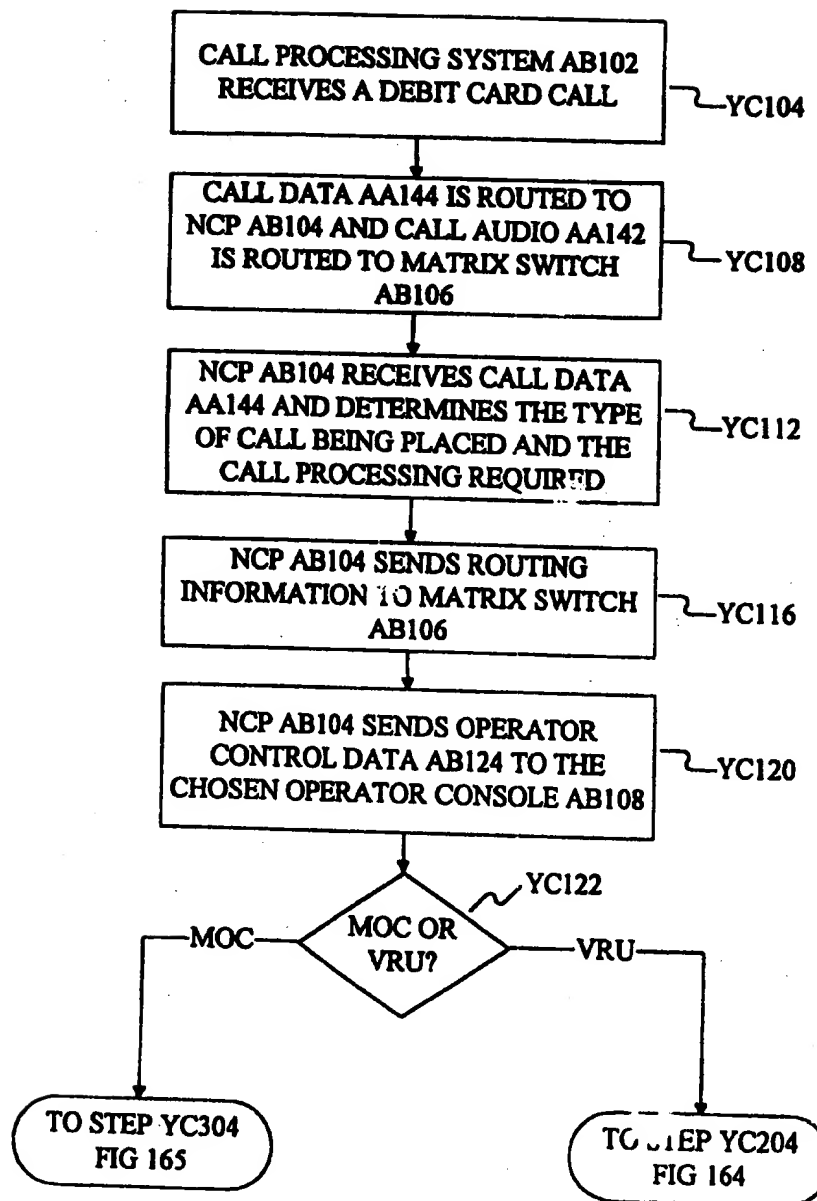 CALL PROCESSING SYSTEM AB102
RECEIVES A DEBIT CARD CALL
YC104
CALL DATA AA144 IS ROUTED TO
NCP AB104 AND CALL AUDIO AA142
IS ROUTED TO MATRIX SWITCH
AB106
YC108
NCP AB104 RECEIVES CALL DATA
AA144 AND DETERMINES THE TYPE
OF CALL BEING PLACED AND THE
CALL PROCESSING REQUIRED
YC112
NCP AB104 SENDS ROUTING
INFORMATION TO MATRIX SWITCH
AB106
YC116
NCP AB104 SENDS OPERATOR
CONTROL DATA AB124 TO THE
CHOSEN OPERATOR CONSOLE AB108
YC120
YC122
MOC OR
VRU?
MOC
VRU
TO STEP YC304
FIG 165
TO STEP YC204
FIG 164